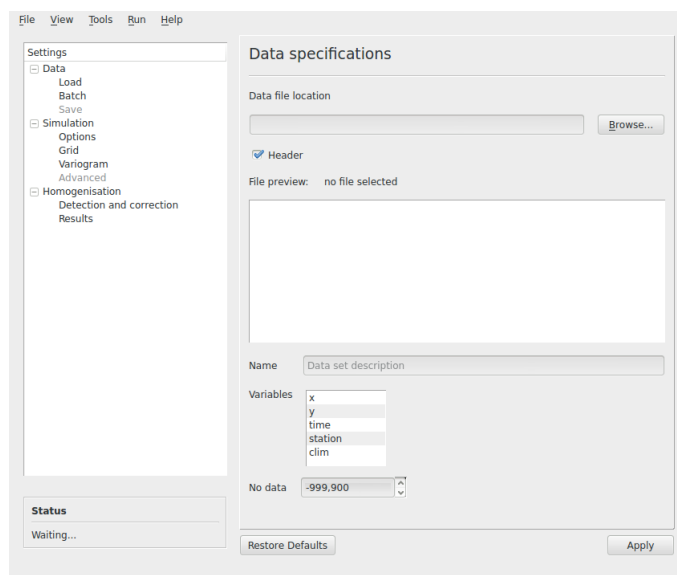 File View Tools Run Help
Settings
Data
Load
Batch
Save
Simulation
Options
Grid
Variogram
Advanced
Homogenisation
Detection and correction
Results
Status
Waiting...
Data specifications
Data file location
Browse...
Header
File preview: no file selected
Name Data set description
Variables
x
y
time
station
clim
No data -999,900
Restore Defaults Apply